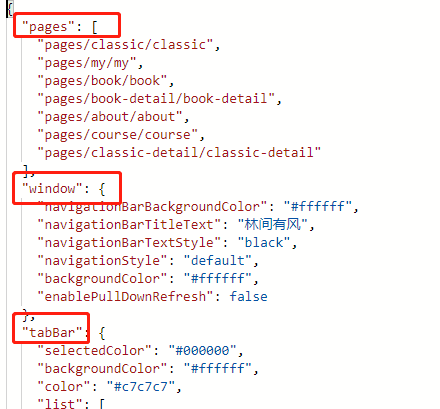 {
"pages": [
"pages/classic/classic",
"pages/my/my",
"pages/book/book",
"pages/book-detail/book-detail",
"pages/about/about",
"pages/course/course",
"pages/classic-detail/classic-detail"
],
"window": {
"navigationBarBackgroundColor": "#ffffff",
"navigationBarTitleText": "林间有风",
"navigationBarTextStyle": "black",
"navigationStyle": "default",
"backgroundColor": "#ffffff",
"enablePullDownRefresh": false
},
"tabBar": {
"selectedColor": "#000000",
"backgroundColor": "#ffffff",
"color": "#c7c7c7",
"list": [